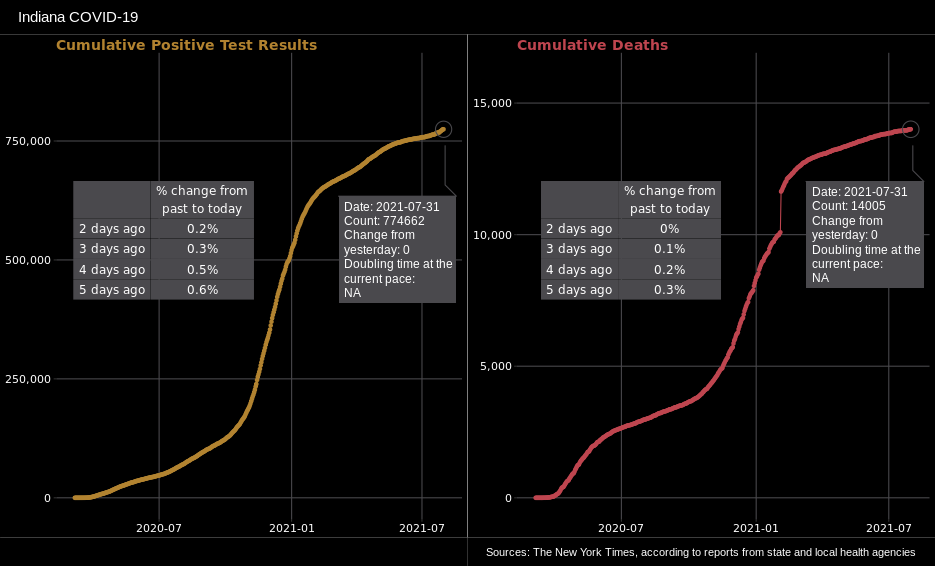 Indiana COVID-19
Cumulative Positive Test Results
750,000
500,000
250,000
0
2020-07
2021-01
2021-07
% change from
past to today
2 days ago 0.2%
3 days ago 0.3%
4 days ago 0.5%
5 days ago 0.6%
Date: 2021-07-31
Count: 774662
Change from
yesterday: 0
Doubling time at the
current pace:
NA
Cumulative Deaths
15,000
10,000
5,000
0
2020-07
2021-01
2021-07
% change from
past to today
2 days ago 0%
3 days ago 0.1%
4 days ago 0.2%
5 days ago 0.3%
Date: 2021-07-31
Count: 14005
Change from
yesterday: 0
Doubling time at the
current pace:
NA
Sources: The New York Times, according to reports from state and local health agencies